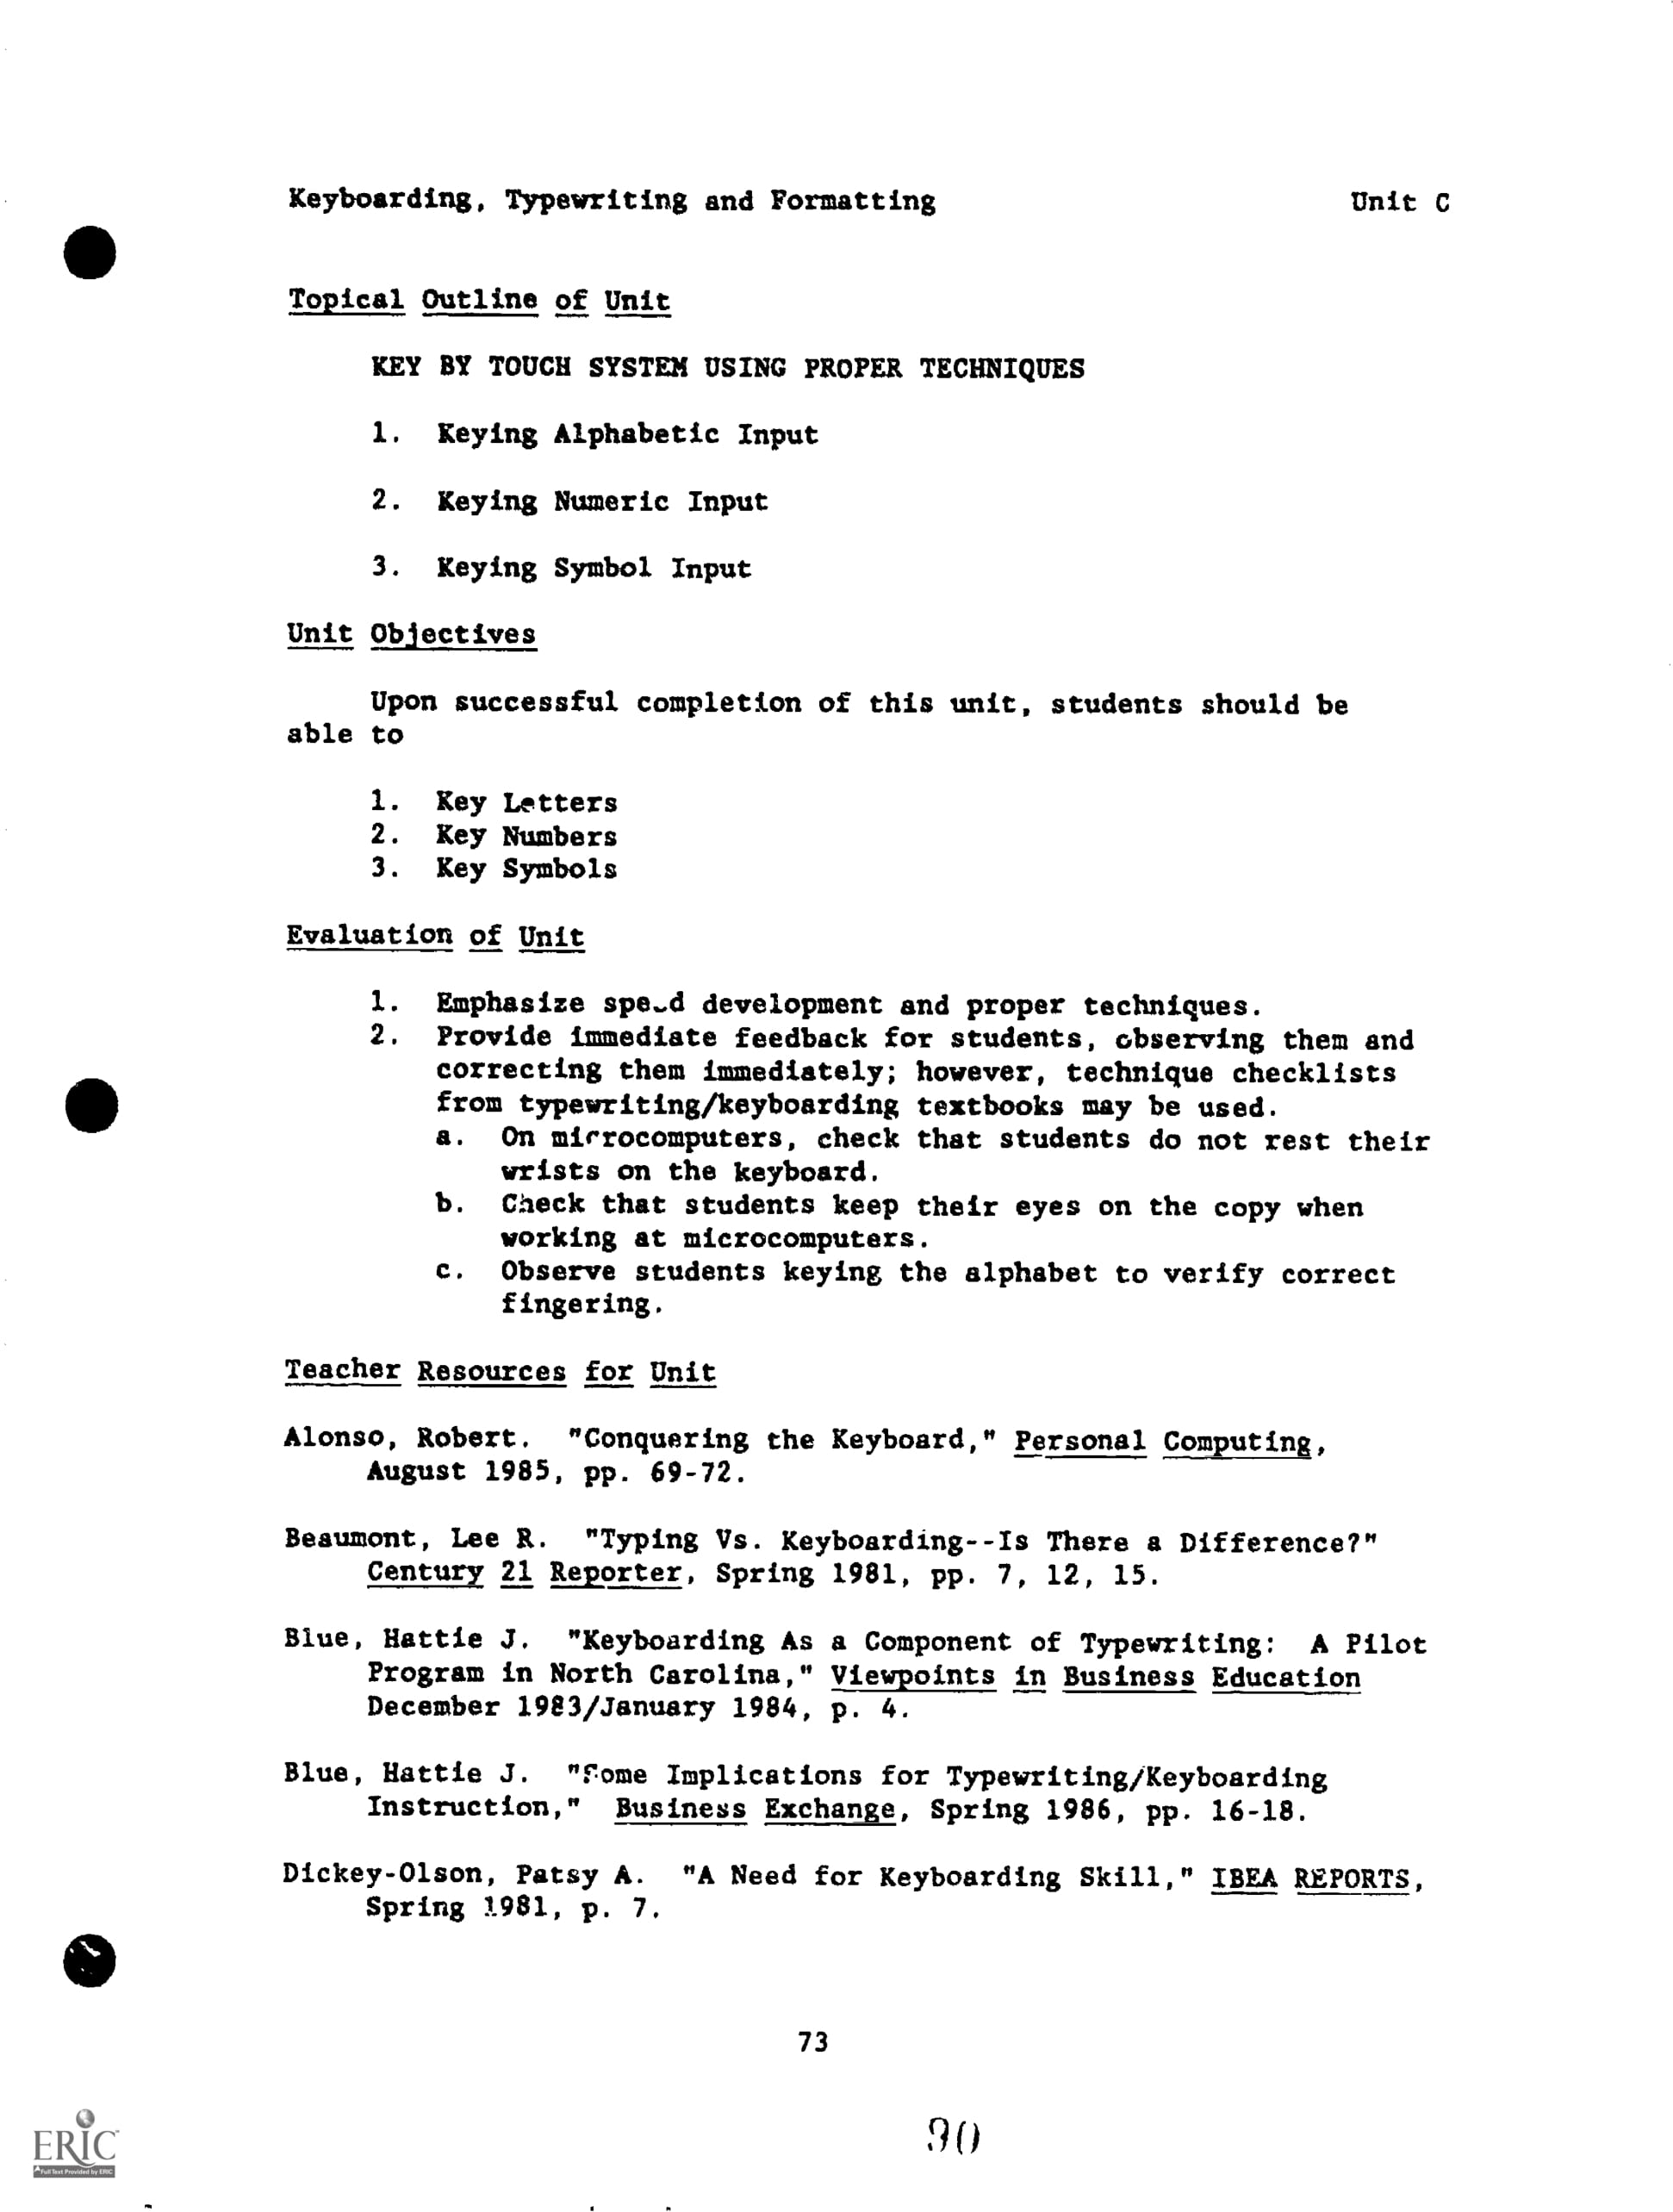 Keyboarding, Typewriting and Formatting Unit C
Topical Outline of Unit
KEY BY TOUCH SYSTEM USING PROPER TECHNIQUES
1. Keying Alphabetic Input
2. Keying Numeric Input
3. Keying Symbol Input
Unit Objectives
Upon successful completion of this unit, students should be
able to
1. Key Letters
2. Key Numbers
3. Key Symbols
Evaluation of Unit
1. Emphasize speed development and proper techniques.
2. Provide immediate feedback for students, observing them and
correcting them immediately; however, technique checklists
from typewriting/keyboarding textbooks may be used.
a. On microcomputers, check that students do not rest their
wrists on the keyboard.
b. Check that students keep their eyes on the copy when
working at microcomputers.
c. Observe students keying the alphabet to verify correct
fingering.
Teacher Resources for Unit
Alonso, Robert. "Conquering the Keyboard," Personal Computing,
August 1985, pp. 69-72.
Beaumont, Lee R. "Typing Vs. Keyboarding--Is There a Difference?"
Century 21 Reporter, Spring 1981, pp. 7, 12, 15.
Blue, Hattie J. "Keyboarding As a Component of Typewriting: A Pilot
Program in North Carolina," Viewpoints in Business Education
December 1983/January 1984, p. 4.
Blue, Hattie J. "Some Implications for Typewriting/Keyboarding
Instruction," Business Exchange, Spring 1986, pp. 16-18.
Dickey-Olson, Patsy A. "A Need for Keyboarding Skill," IBEA REPORTS,
Spring 1981, p. 7.
73
90
ERIC
Full Text Provided by ERIC